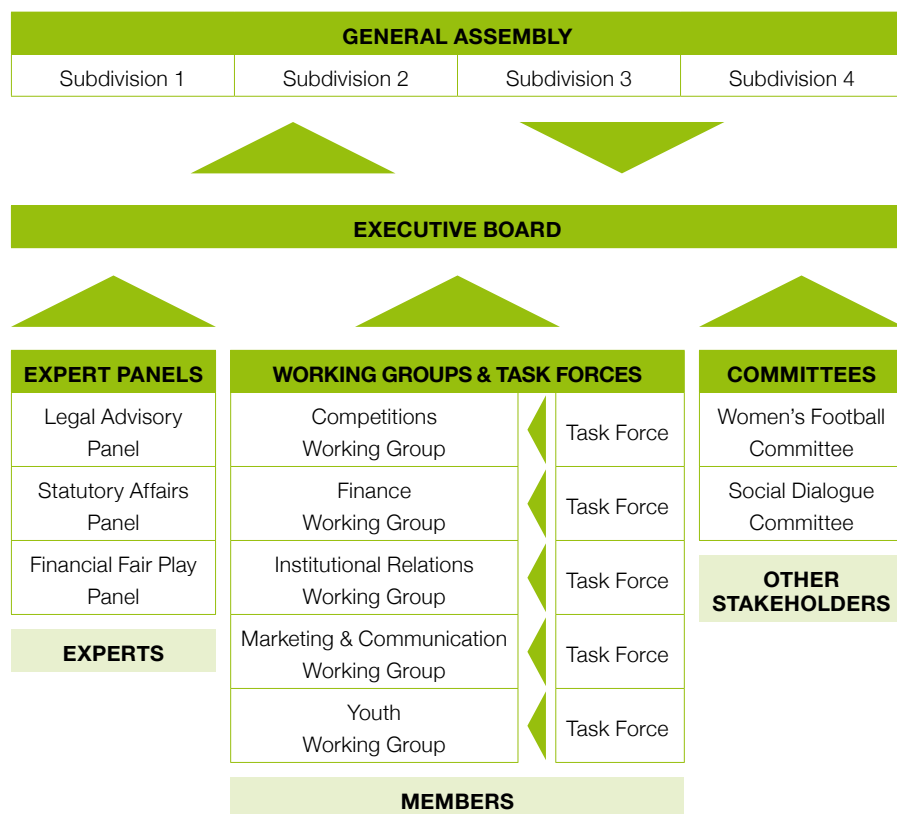 GENERAL ASSEMBLY
Subdivision 1
Subdivision 2
Subdivision 3
Subdivision 4
EXECUTIVE BOARD
EXPERT PANELS
Legal Advisory
Panel
Statutory Affairs
Panel
Financial Fair Play
Panel
EXPERTS
WORKING GROUPS & TASK FORCES
Competitions
Working Group
Task Force
Finance
Working Group
Task Force
Institutional Relations
Working Group
Task Force
Marketing & Communication
Working Group
Task Force
Youth
Working Group
Task Force
MEMBERS
COMMITTEES
Women's Football
Committee
Social Dialogue
Committee
OTHER
STAKEHOLDERS